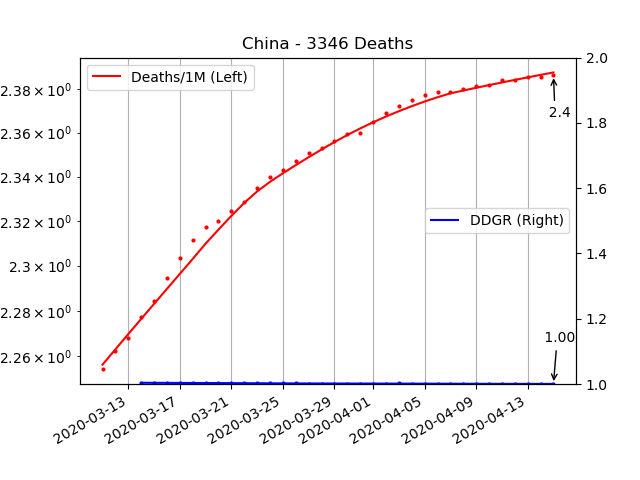 China - 3346 Deaths
Deaths/1M (Left)
DDGR (Right)
2.4
1.00
2.38 × 10⁰
2.36 × 10⁰
2.34 × 10⁰
2.32 × 10⁰
2.3 × 10⁰
2.28 × 10⁰
2.26 × 10⁰
2.0
1.8
1.6
1.4
1.2
1.0
2020-03-13
2020-03-17
2020-03-21
2020-03-25
2020-03-29
2020-04-01
2020-04-05
2020-04-09
2020-04-13